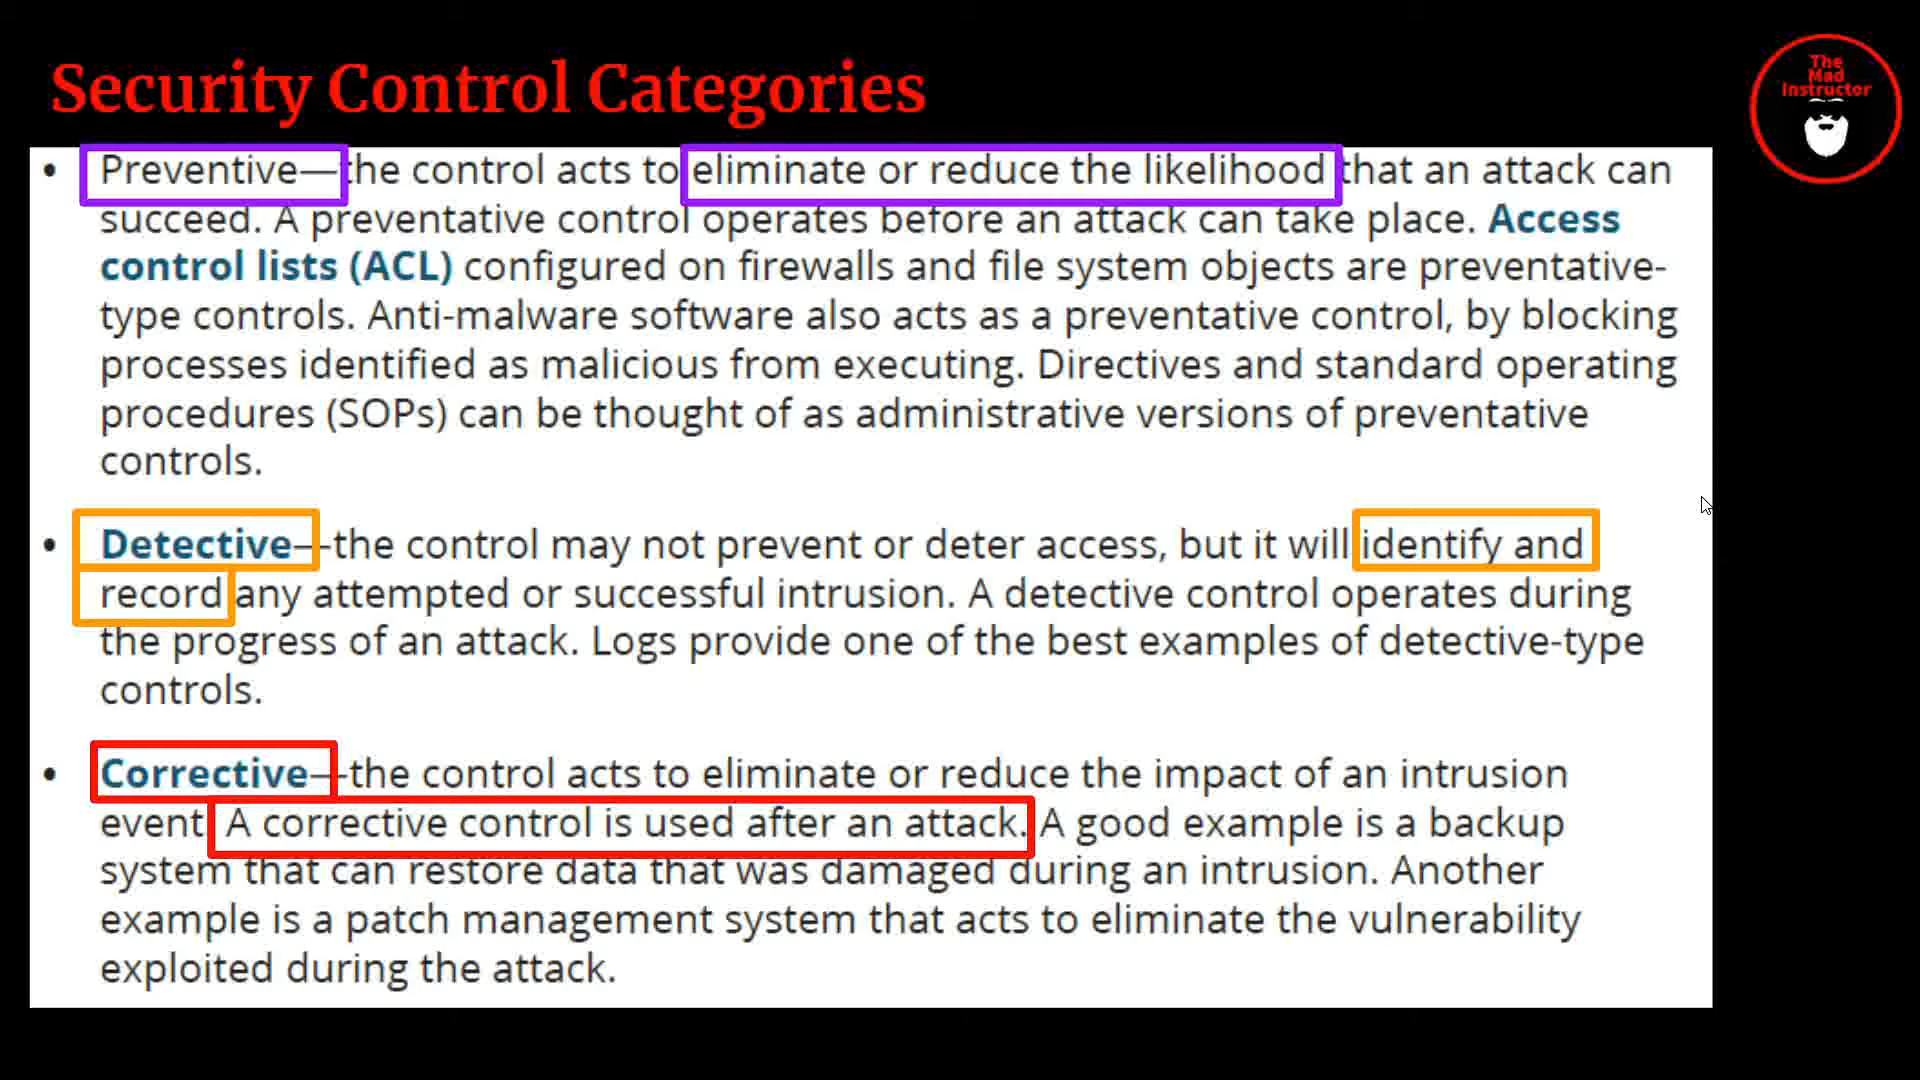 Security Control Categories
The
Mad
Instructor
• Preventive—the control acts to eliminate or reduce the likelihood that an attack can
succeed. A preventative control operates before an attack can take place. Access
control lists (ACL) configured on firewalls and file system objects are preventative-
type controls. Anti-malware software also acts as a preventative control, by blocking
processes identified as malicious from executing. Directives and standard operating
procedures (SOPs) can be thought of as administrative versions of preventative
controls.
• Detective—the control may not prevent or deter access, but it will identify and
record any attempted or successful intrusion. A detective control operates during
the progress of an attack. Logs provide one of the best examples of detective-type
controls.
• Corrective—the control acts to eliminate or reduce the impact of an intrusion
event. A corrective control is used after an attack. A good example is a backup
system that can restore data that was damaged during an intrusion. Another
example is a patch management system that acts to eliminate the vulnerability
exploited during the attack.